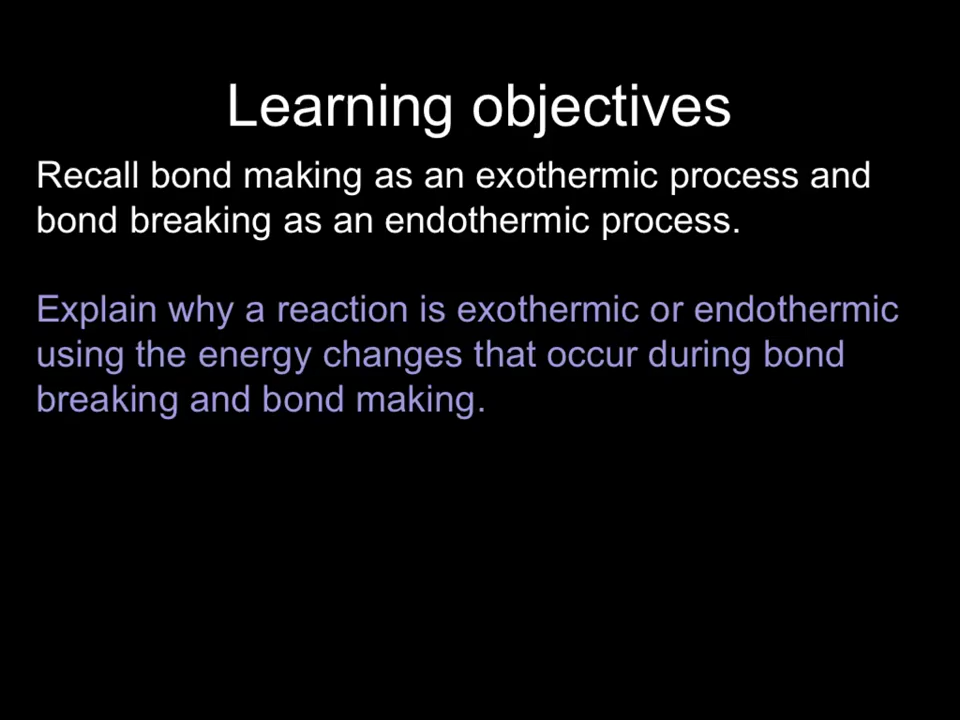 Learning objectives
Recall bond making as an exothermic process and
bond breaking as an endothermic process.
Explain why a reaction is exothermic or endothermic
using the energy changes that occur during bond
breaking and bond making.